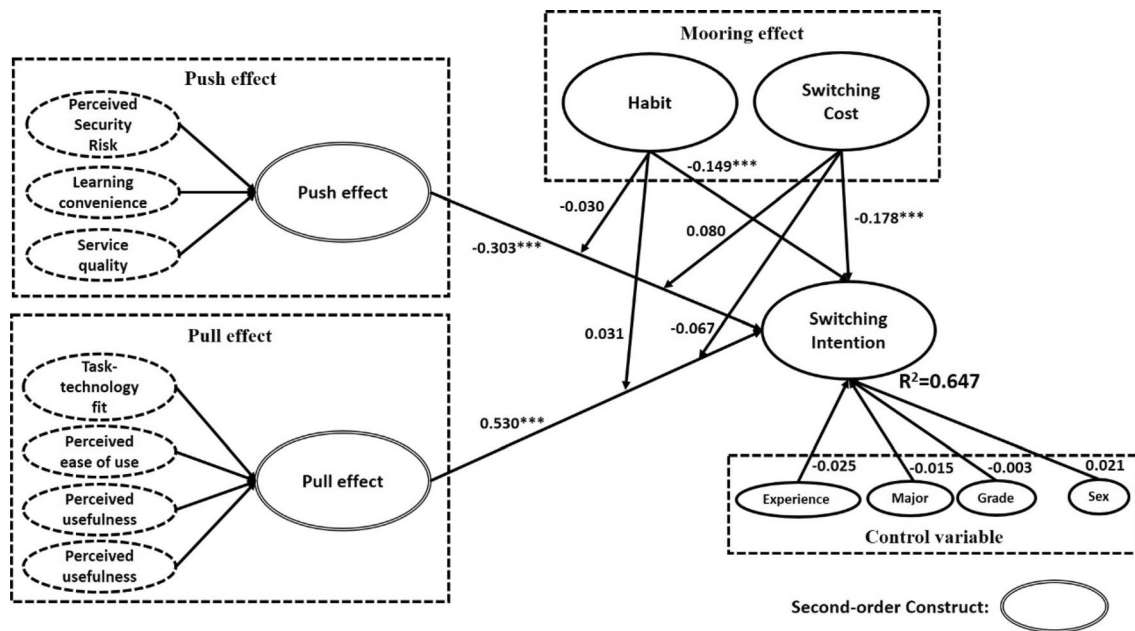 Mooring effect
Habit
Switching
Cost
Push effect
Perceived
Security
Risk
Learning
convenience
Service
quality
Push effect
-0.149***
-0.030
0.080
-0.178***
-0.303***
Pull effect
Task-
technology
fit
Perceived
ease of use
Perceived
usefulness
Perceived
usefulness
Pull effect
0.031
-0.067
0.530***
Switching
Intention
R²=0.647
-0.025
-0.015
-0.003
0.021
Experience
Major
Grade
Sex
Control variable
Second-order Construct: